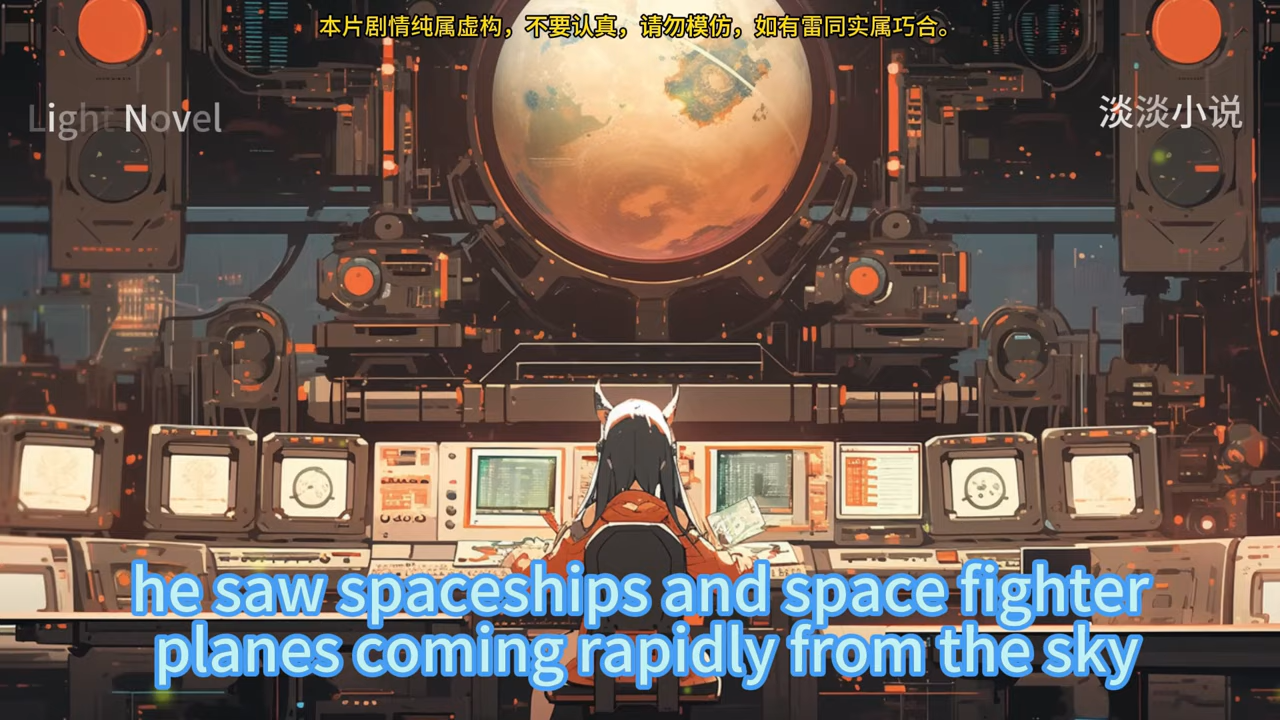 本片剧情纯属虚构，不要认真，请勿模仿，如有雷同实属巧合。
Light Novel
淡淡小说
he saw spaceships and space fighter
planes coming rapidly from the sky